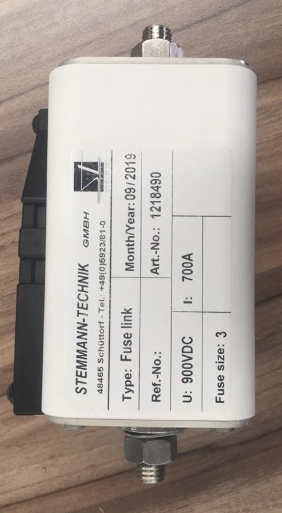 STEMMANN-TECHNIK GMBH
48465 Schüttorf - Tel.: +49(0)5923/81-0
Type: Fuse link Month/Year: 09/2019
Ref.-No.: Art.-No.: 1218490
U: 900VDC I: 700A
Fuse size: 3